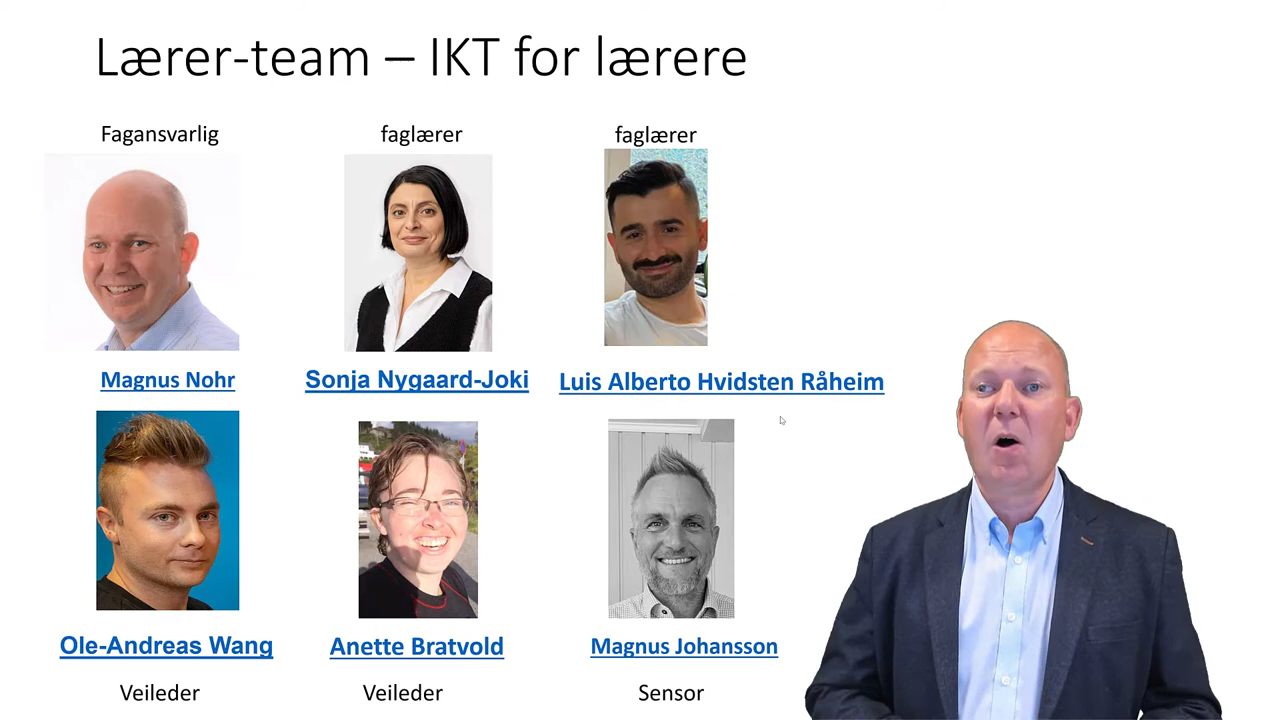 Lærer-team – IKT for lærere
Fagansvarlig
faglærer
faglærer
Magnus Nohr
Sonja Nygaard-Joki
Luis Alberto Hvidsten Råheim
Ole-Andreas Wang
Anette Bratvold
Magnus Johansson
Veileder
Veileder
Sensor